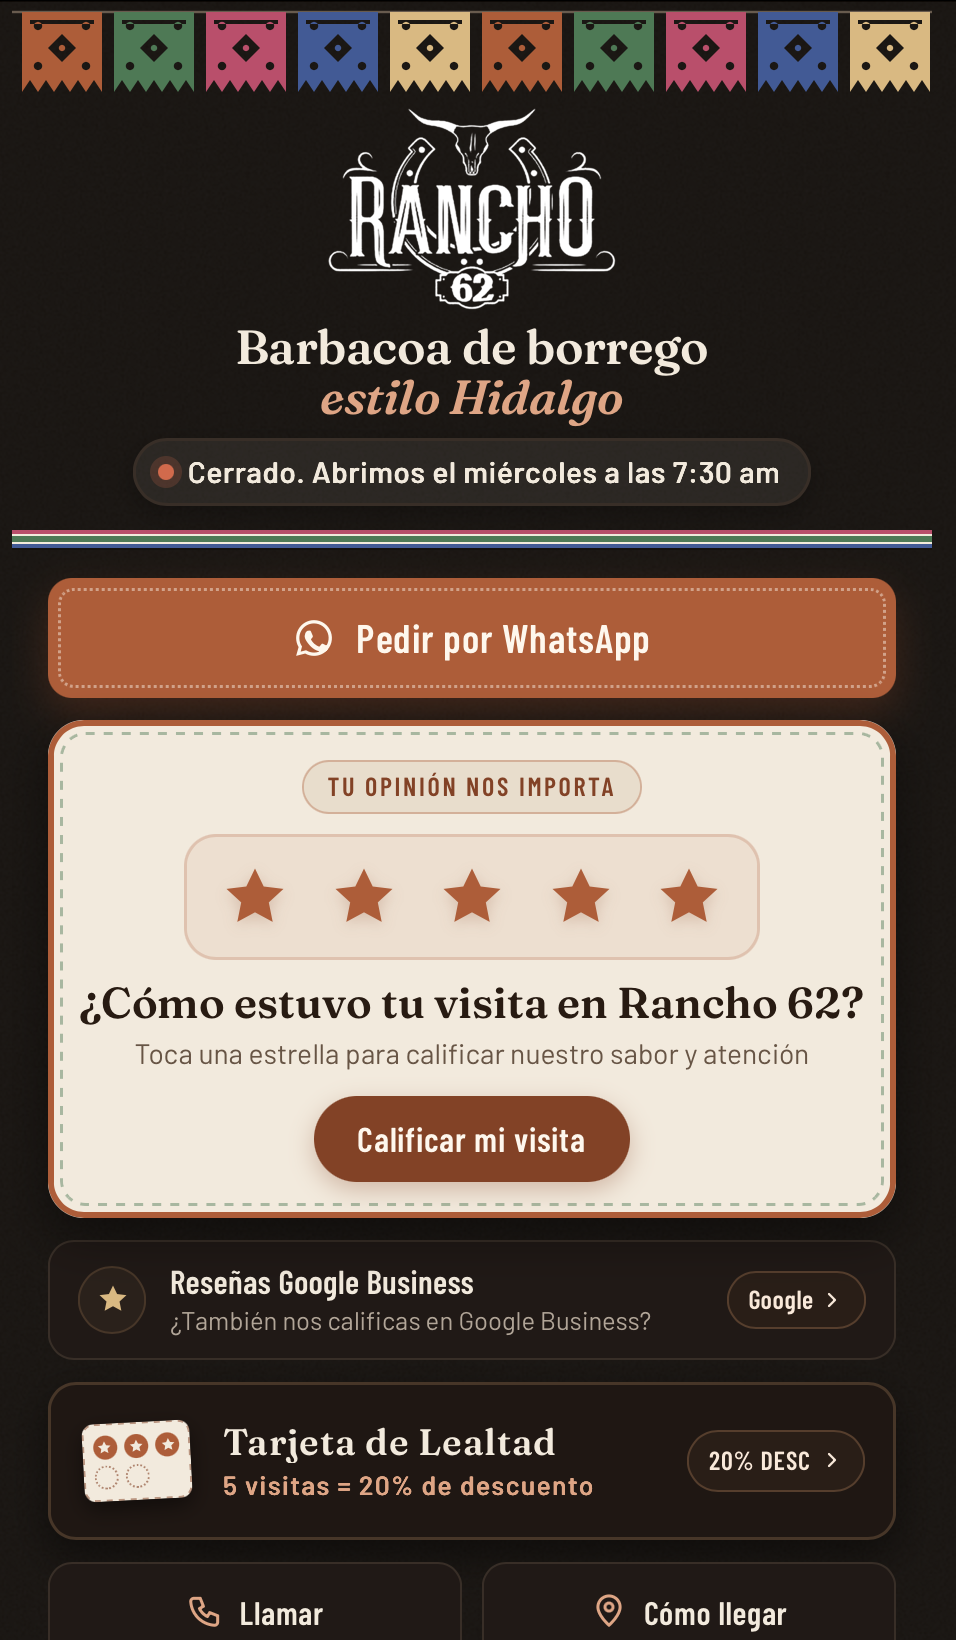 RANCHO
62
Barbacoa de borrego
estilo Hidalgo
Cerrado. Abrimos el miércoles a las 7:30 am
Pedir por WhatsApp
TU OPINIÓN NOS IMPORTA
¿Cómo estuvo tu visita en Rancho 62?
Toca una estrella para calificar nuestro sabor y atención
Calificar mi visita
Reseñas Google Business
¿También nos calificas en Google Business?
Google
Tarjeta de Lealtad
5 visitas = 20% de descuento
20% DESC
Llamar
Cómo llegar